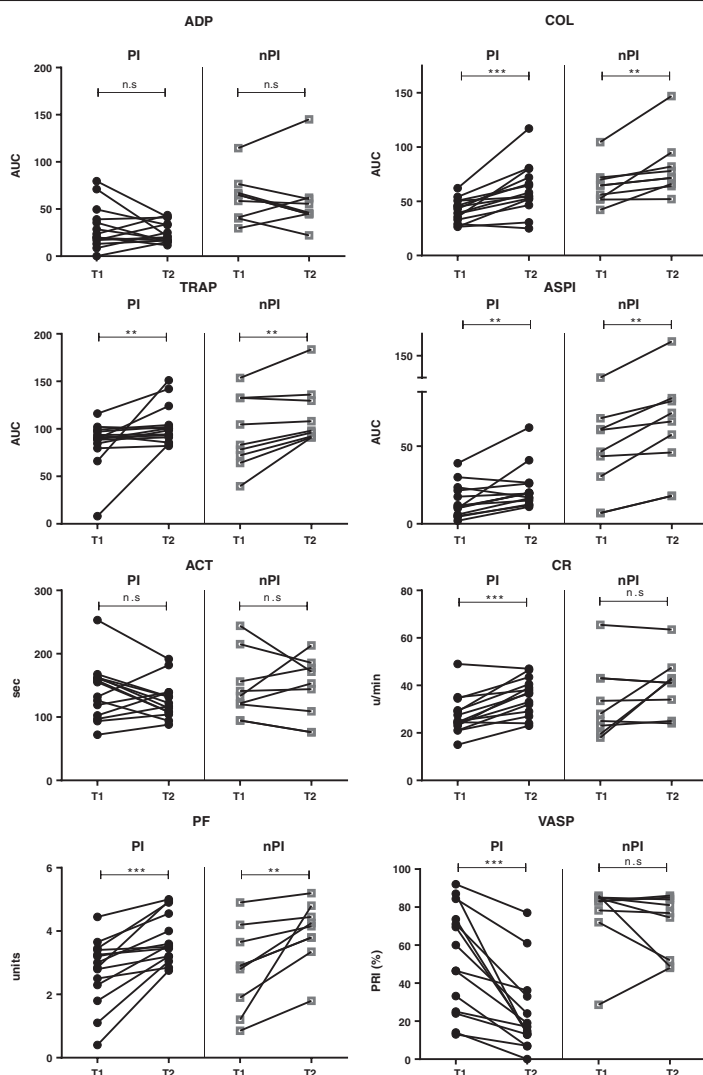 ADP
PI nPI
200
150
100
50
0
AUC
n.s n.s
T1 T2 T1 T2
COL
PI nPI
150
100
50
0
AUC
*** **
T1 T2 T1 T2
TRAP
PI nPI
200
150
100
50
0
AUC
** **
T1 T2 T1 T2
ASPI
PI nPI
150
50
0
AUC
** **
T1 T2 T1 T2
ACT
PI nPI
300
200
100
0
sec
n.s n.s
T1 T2 T1 T2
CR
PI nPI
80
60
40
20
0
u/min
*** n.s
T1 T2 T1 T2
PF
PI nPI
6
4
2
0
units
*** **
T1 T2 T1 T2
VASP
PI nPI
100
80
60
40
20
0
PRI (%)
*** n.s
T1 T2 T1 T2